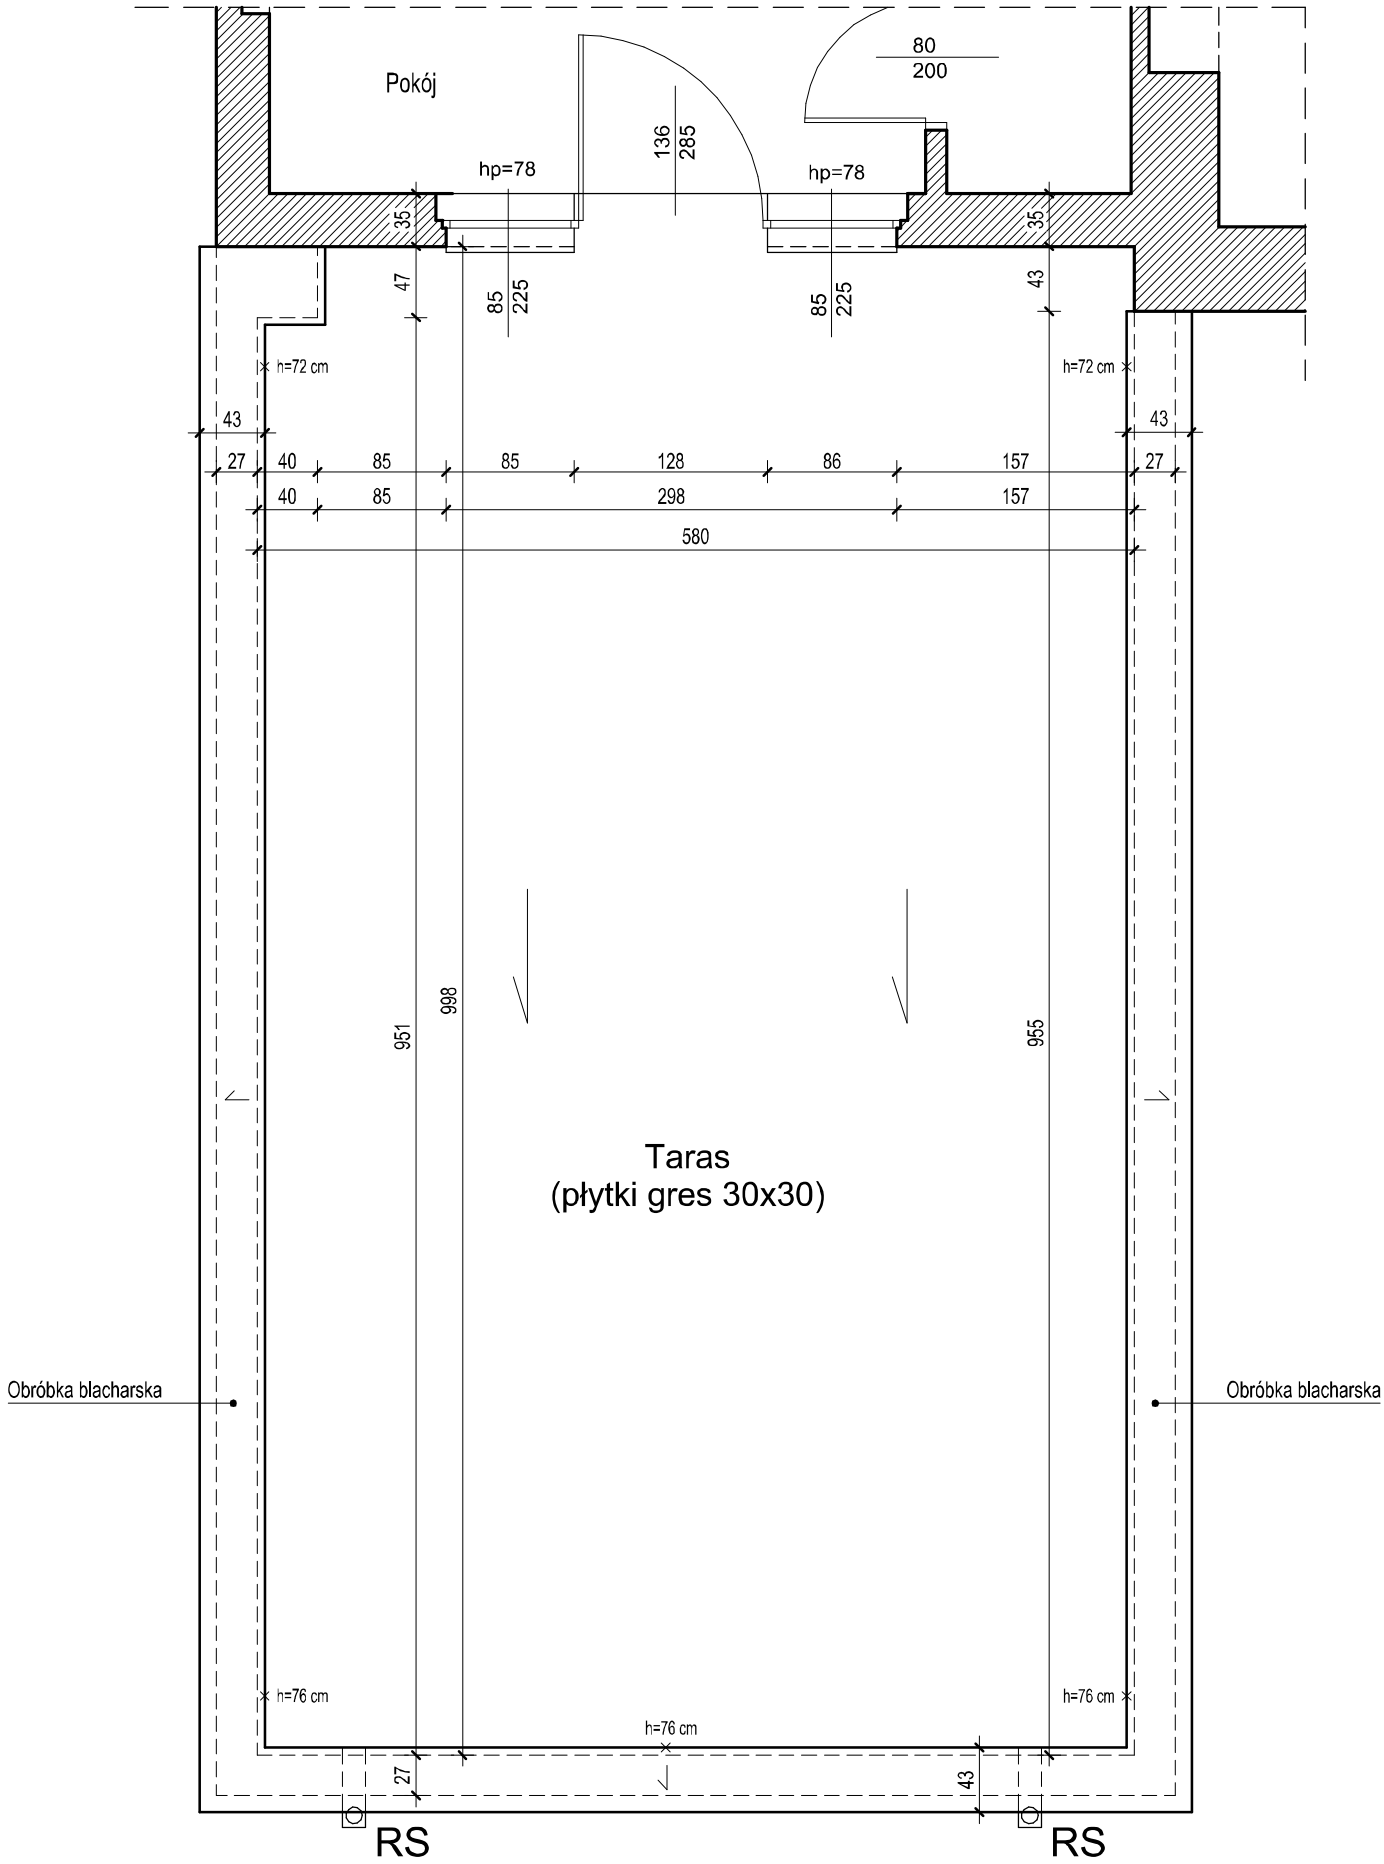 80
200
Pokój
136
285
hp=78
hp=78
35
35
47
43
85
225
85
225
h=72 cm
h=72 cm
43
43
27
40
85
85
128
86
157
27
40
85
298
157
580
951
998
955
Taras
(płytki gres 30x30)
Obróbka blacharska
Obróbka blacharska
h=76 cm
h=76 cm
h=76 cm
27
43
RS
RS